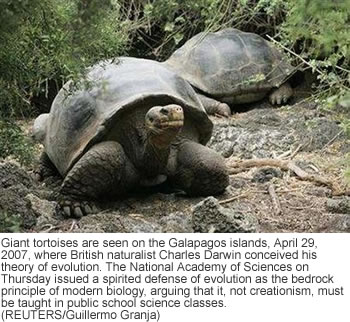 Giant tortoises are seen on the Galapagos islands, April 29,
2007, where British naturalist Charles Darwin conceived his
theory of evolution. The National Academy of Sciences on
Thursday issued a spirited defense of evolution as the bedrock
principle of modern biology, arguing that it, not creationism, must
be taught in public school science classes.
(REUTERS/Guillermo Granja)